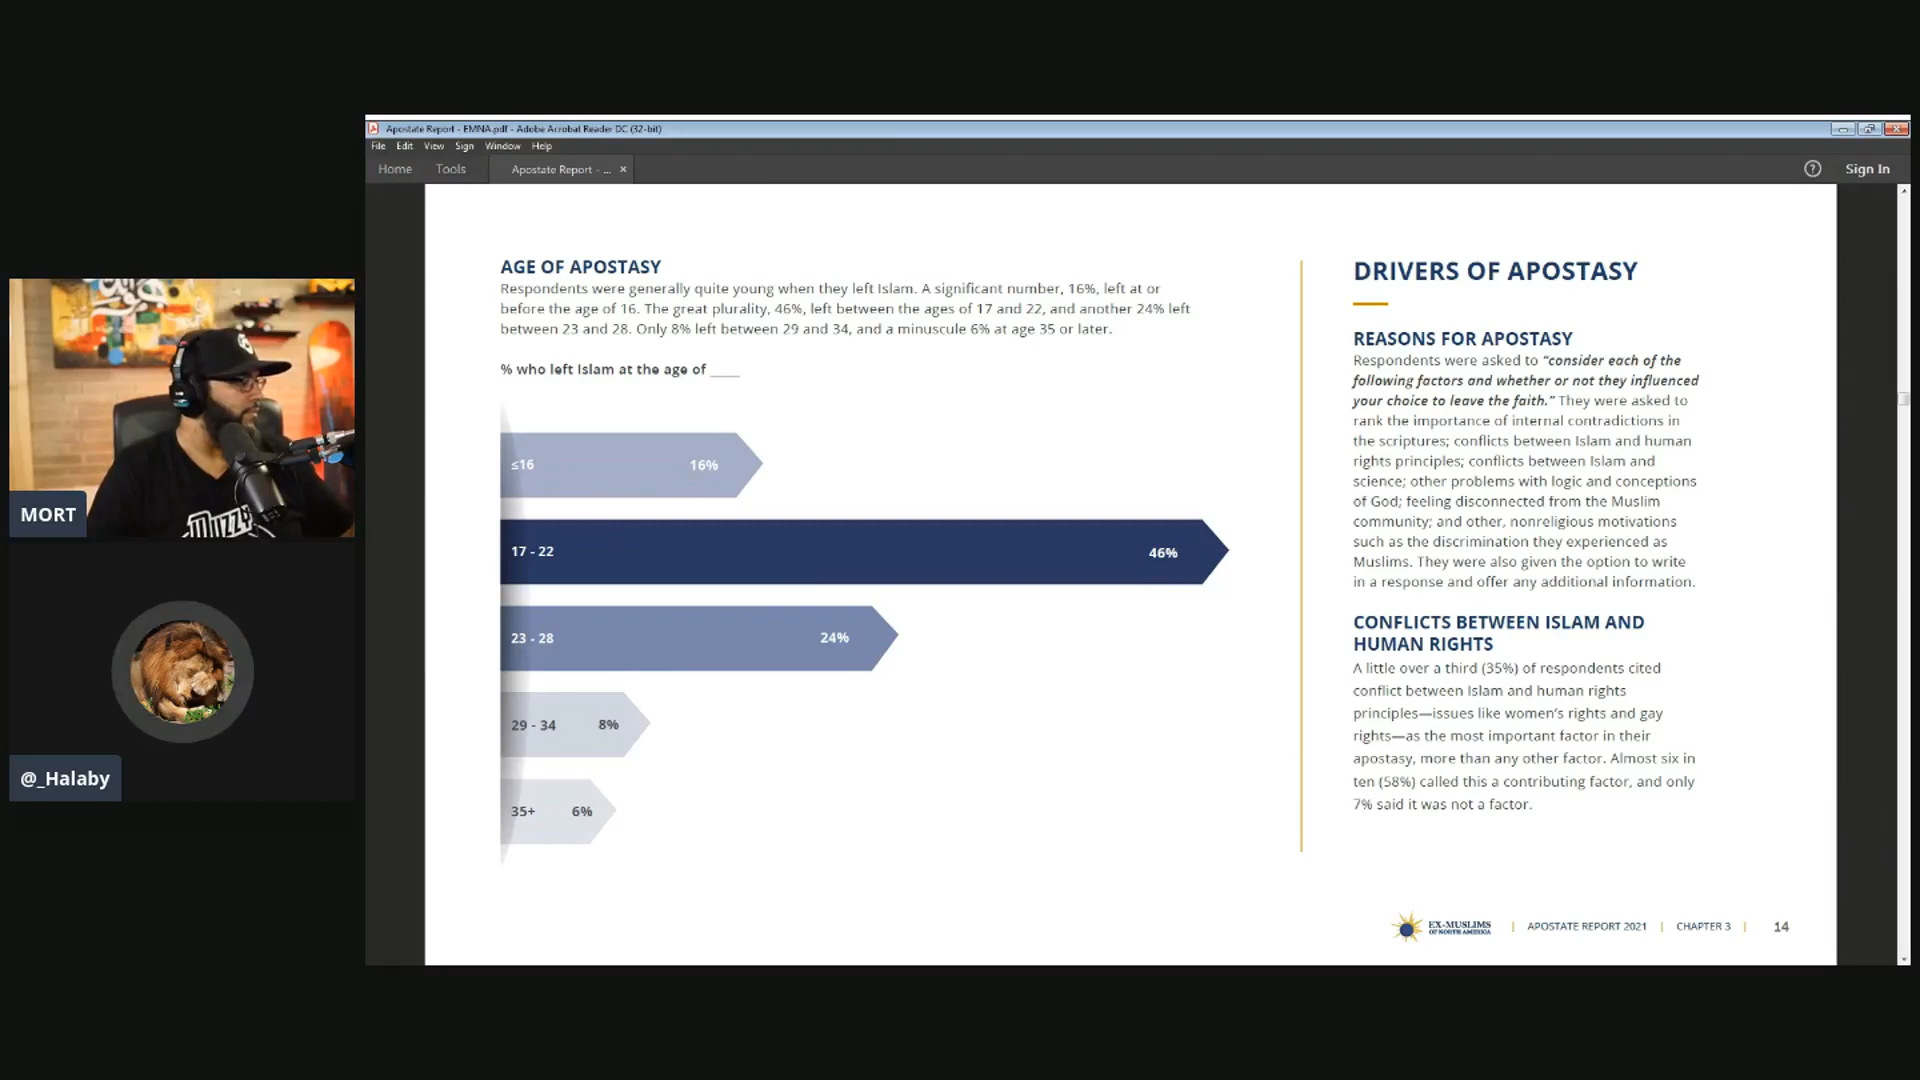 Apostate Report - EMNA.pdf - Adobe Acrobat Reader DC (32-bit)
File Edit View Sign Window Help
Home Tools Apostate Report - ... × ? Sign In
AGE OF APOSTASY
Respondents were generally quite young when they left Islam. A significant number, 16%, left at or
before the age of 16. The great plurality, 46%, left between the ages of 17 and 22, and another 24% left
between 23 and 28. Only 8% left between 29 and 34, and a minuscule 6% at age 35 or later.
% who left Islam at the age of ____
≤16 16%
17 - 22 46%
23 - 28 24%
29 - 34 8%
35+ 6%
DRIVERS OF APOSTASY
REASONS FOR APOSTASY
Respondents were asked to “consider each of the
following factors and whether or not they influenced
your choice to leave the faith.” They were asked to
rank the importance of internal contradictions in
the scriptures; conflicts between Islam and human
rights principles; conflicts between Islam and
science; other problems with logic and conceptions
of God; feeling disconnected from the Muslim
community; and other, nonreligious motivations
such as the discrimination they experienced as
Muslims. They were also given the option to write
in a response and offer any additional information.
CONFLICTS BETWEEN ISLAM AND
HUMAN RIGHTS
A little over a third (35%) of respondents cited
conflict between Islam and human rights
principles—issues like women’s rights and gay
rights—as the most important factor in their
apostasy, more than any other factor. Almost six in
ten (58%) called this a contributing factor, and only
7% said it was not a factor.
EX-MUSLIMS
OF NORTH AMERICA
| APOSTATE REPORT 2021 | CHAPTER 3 | 14
MORT
@_Halaby